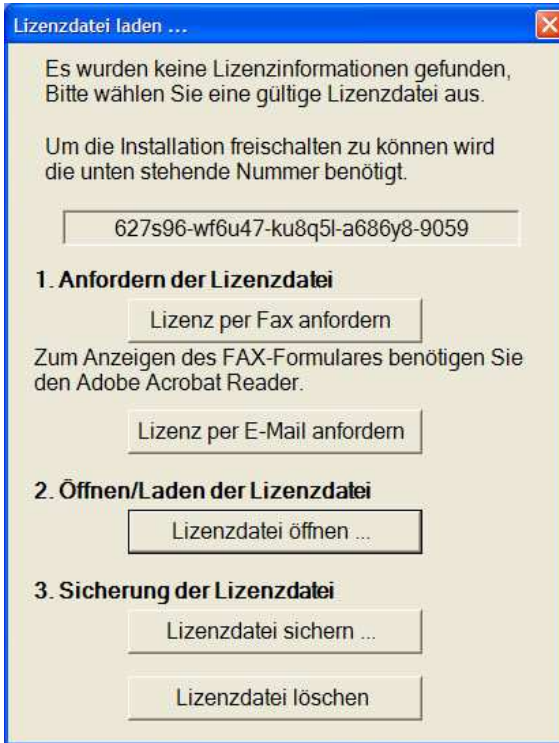 Lizenzdatei laden ...
Es wurden keine Lizenzinformationen gefunden,
Bitte wählen Sie eine gültige Lizenzdatei aus.
Um die Installation freischalten zu können wird
die unten stehende Nummer benötigt.
627s96-wf6u47-ku8q5l-a686y8-9059
1. Anfordern der Lizenzdatei
Lizenz per Fax anfordern
Zum Anzeigen des FAX-Formulares benötigen Sie
den Adobe Acrobat Reader.
Lizenz per E-Mail anfordern
2. Öffnen/Laden der Lizenzdatei
Lizenzdatei öffnen ...
3. Sicherung der Lizenzdatei
Lizenzdatei sichern ...
Lizenzdatei löschen